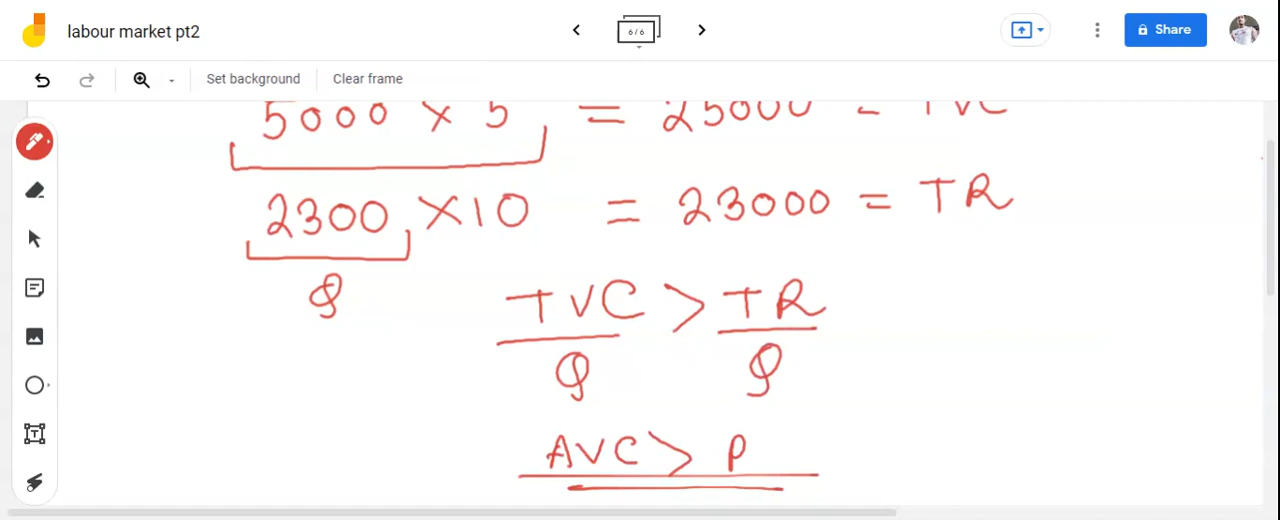 labour market pt2
6/6
Share
Set background
Clear frame
5000 × 5 = 25000 = TVC
2300 × 10 = 23000 = TR
Q
TVC > TR
Q Q
AVC > P